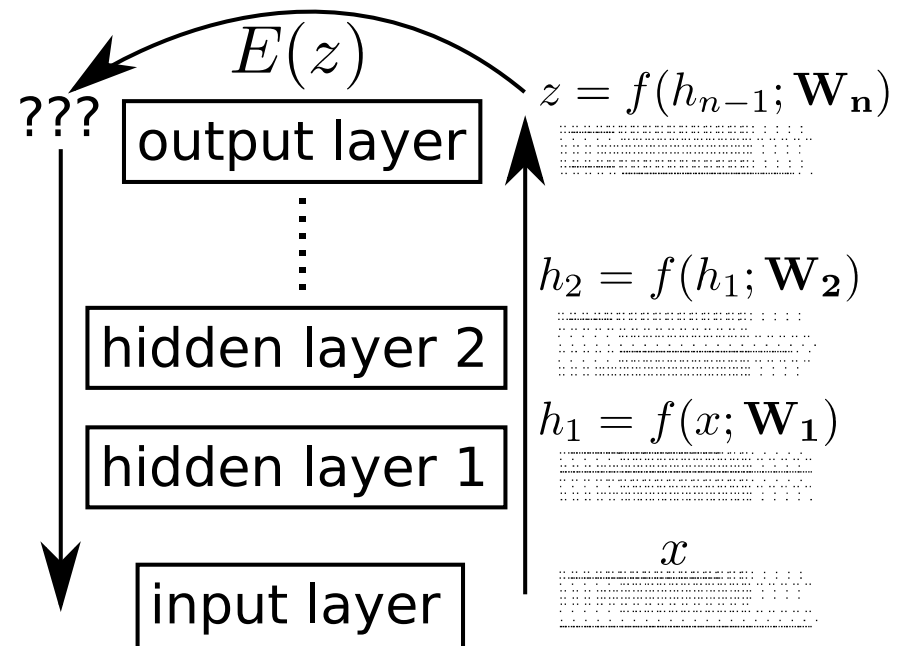 E(z)
???
z = f(h_{n−1}; W_n)
output layer
h_2 = f(h_1; W_2)
hidden layer 2
h_1 = f(x; W_1)
hidden layer 1
x
input layer